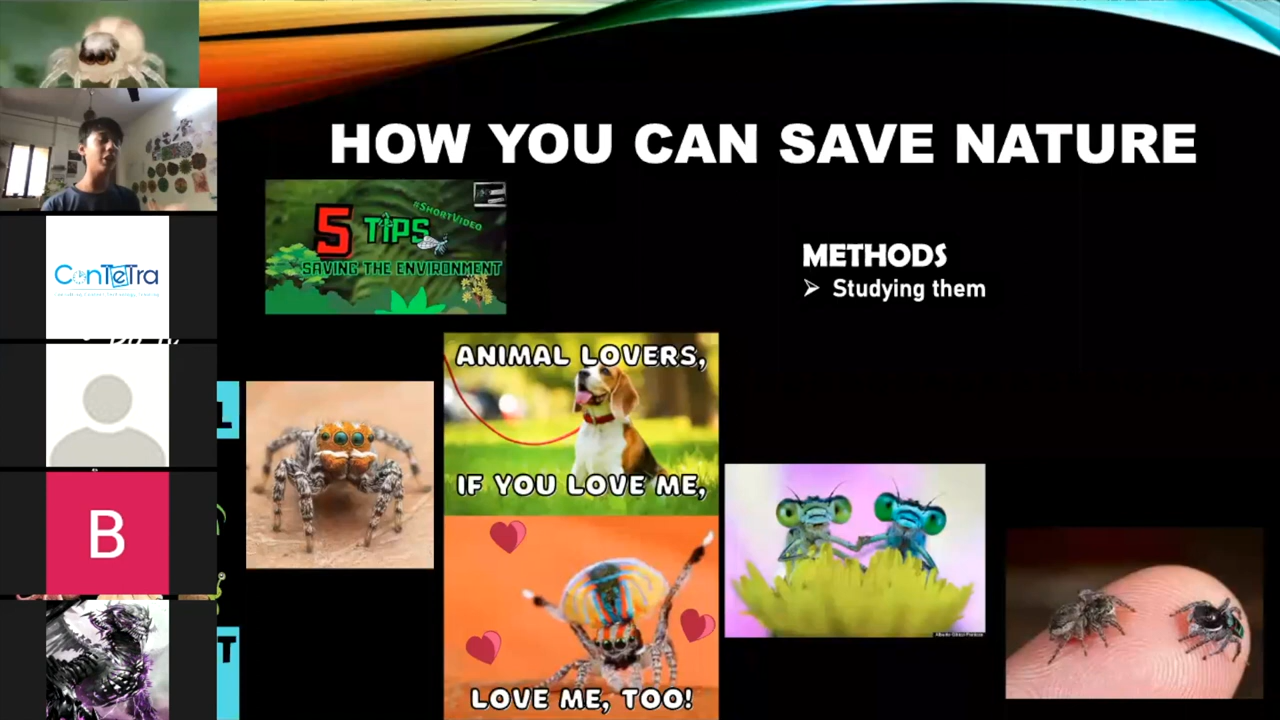 HOW YOU CAN SAVE NATURE
#SHORTVIDEO
5 TIPS
SAVING THE ENVIRONMENT
METHODS
➢ Studying them
ConTeTra
ANIMAL LOVERS,
IF YOU LOVE ME,
LOVE ME, TOO!
B
L
T